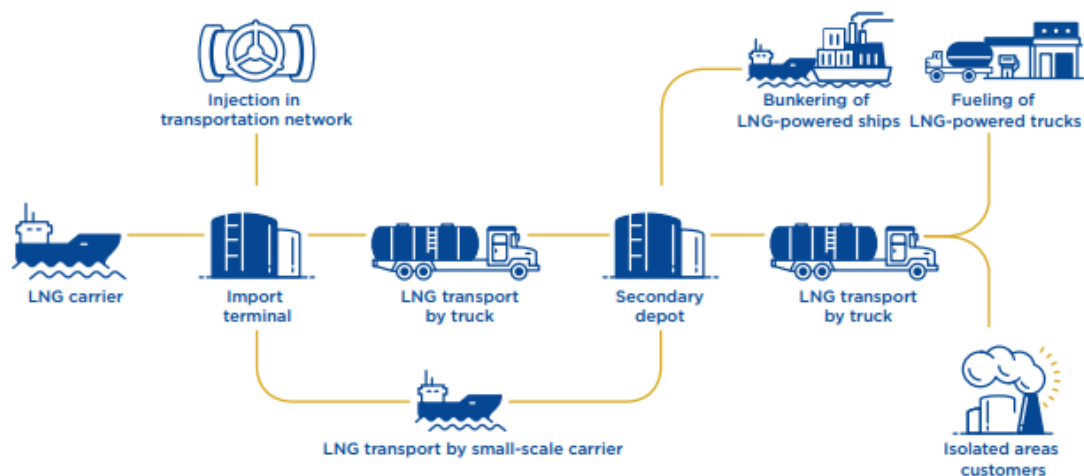 Injection in
transportation network
Bunkering of
LNG-powered ships
Fueling of
LNG-powered trucks
LNG carrier
Import
terminal
LNG transport
by truck
Secondary
depot
LNG transport
by truck
LNG transport by small-scale carrier
Isolated areas
customers